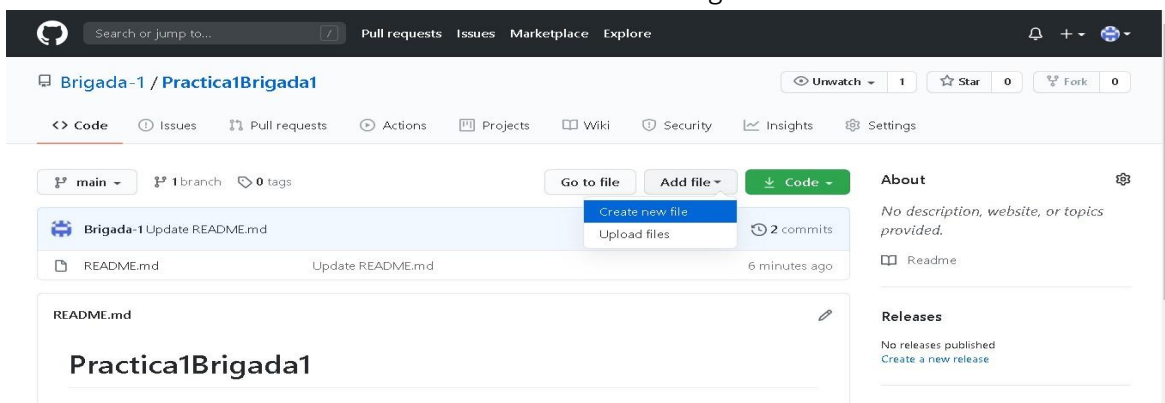 Search or jump to... / Pull requests Issues Marketplace Explore
Brigada-1 / Practica1Brigada1 Unwatch 1 Star 0 Fork 0
<> Code Issues Pull requests Actions Projects Wiki Security Insights Settings
main 1 branch 0 tags Go to file Add file Code
Create new file
Upload files
Brigada-1 Update README.md 2 commits
README.md Update README.md 6 minutes ago
README.md
Practica1Brigada1
About
No description, website, or topics
provided.
Readme
Releases
No releases published
Create a new release